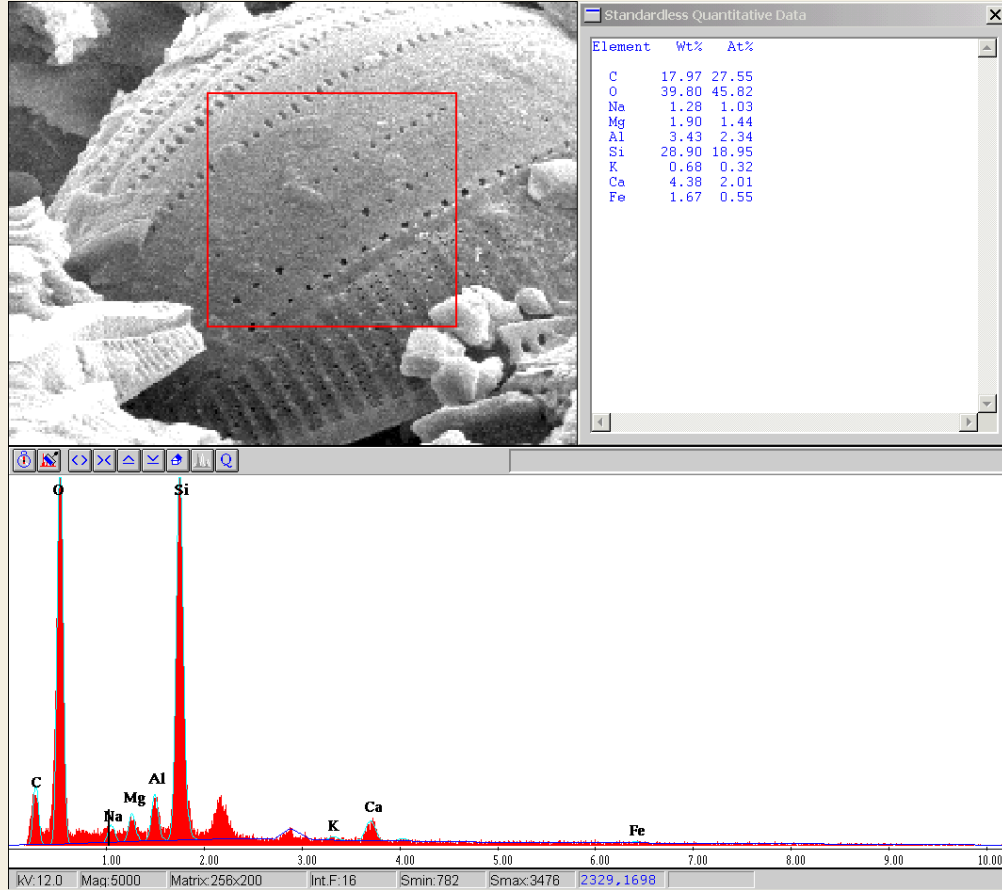 Standardless Quantitative Data
Element Wt% At%
C 17.97 27.55
O 39.80 45.82
Na 1.28 1.03
Mg 1.90 1.44
Al 3.43 2.34
Si 28.90 18.95
K 0.68 0.32
Ca 4.38 2.01
Fe 1.67 0.55
Q
O Si
C Na Mg Al K Ca Fe
1.00 2.00 3.00 4.00 5.00 6.00 7.00 8.00 9.00 10.00
kV:12.0 Mag:5000 Matrix:256x200 Int.F:16 Smin:782 Smax:3476 2329,1698